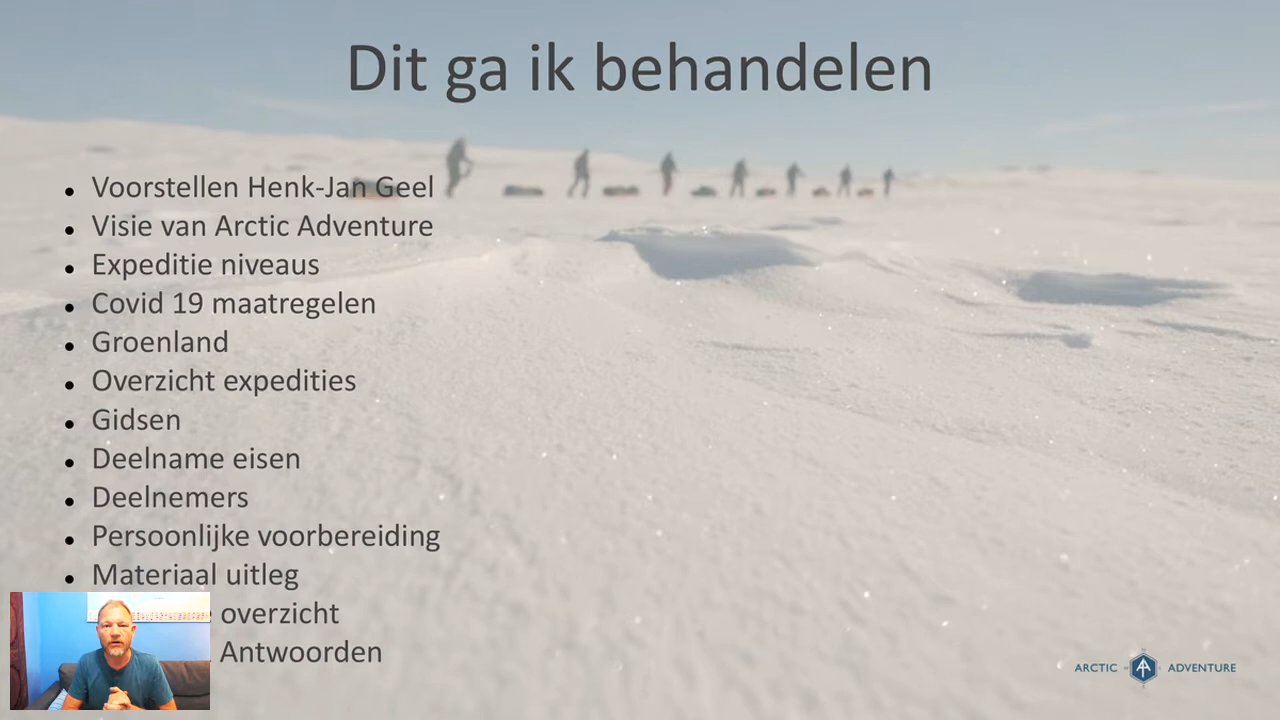 Dit ga ik behandelen
Voorstellen Henk-Jan Geel
Visie van Arctic Adventure
Expeditie niveaus
Covid 19 maatregelen
Groenland
Overzicht expedities
Gidsen
Deelname eisen
Deelnemers
Persoonlijke voorbereiding
Materiaal uitleg
overzicht
Antwoorden
ARCTIC ADVENTURE